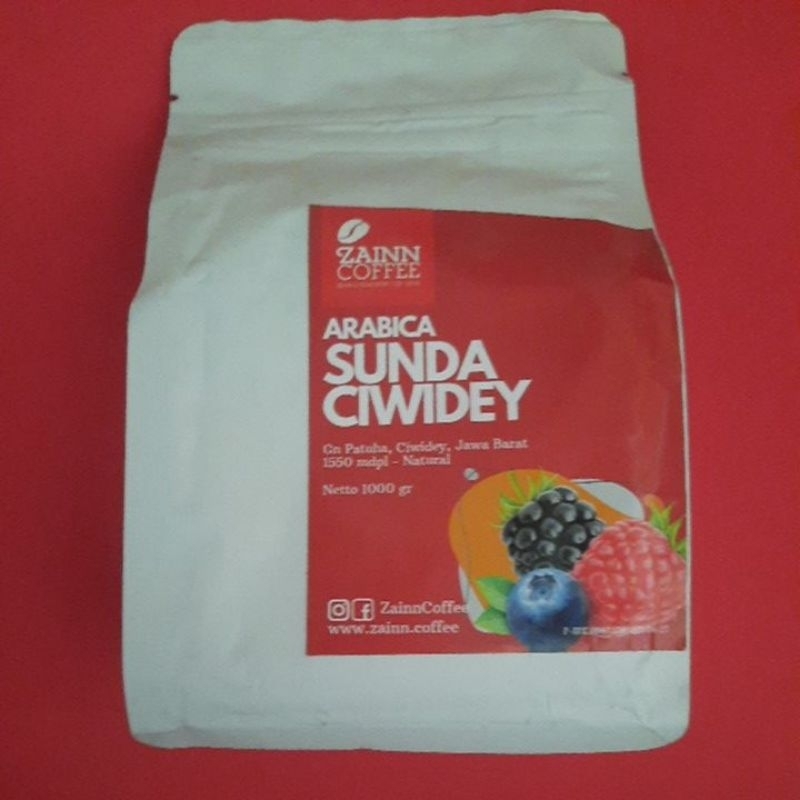 ZAINN
COFFEE
ARABICA
SUNDA
CIWIDEY
Gn Patuha, Ciwidey, Jawa Barat
1550 mdpl - Natural
Netto 1000 gr
ZainnCoffee
www.zainn.coffee